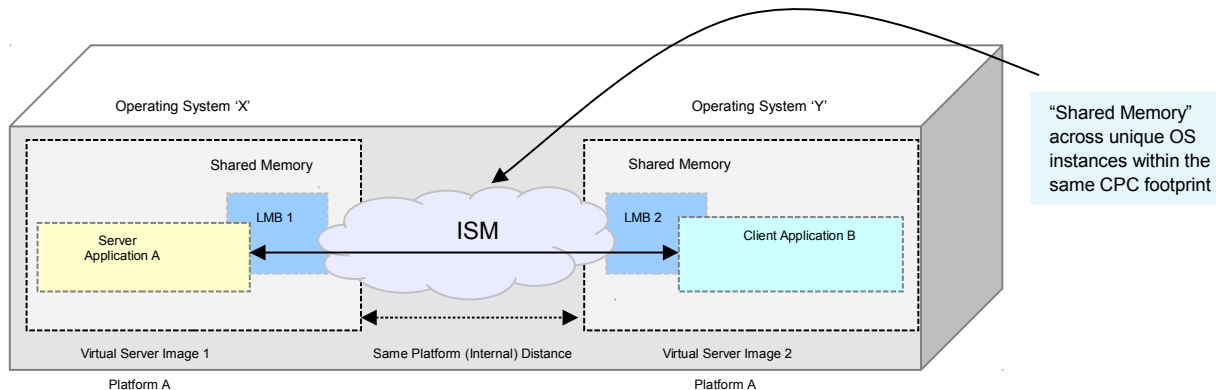 Operating System ‘X’
Operating System ‘Y’
“Shared Memory”
across unique OS
instances within the
same CPC footprint
Shared Memory
Shared Memory
LMB 1
ISM
LMB 2
Server
Application A
Client Application B
Virtual Server Image 1
Same Platform (Internal) Distance
Virtual Server Image 2
Platform A
Platform A